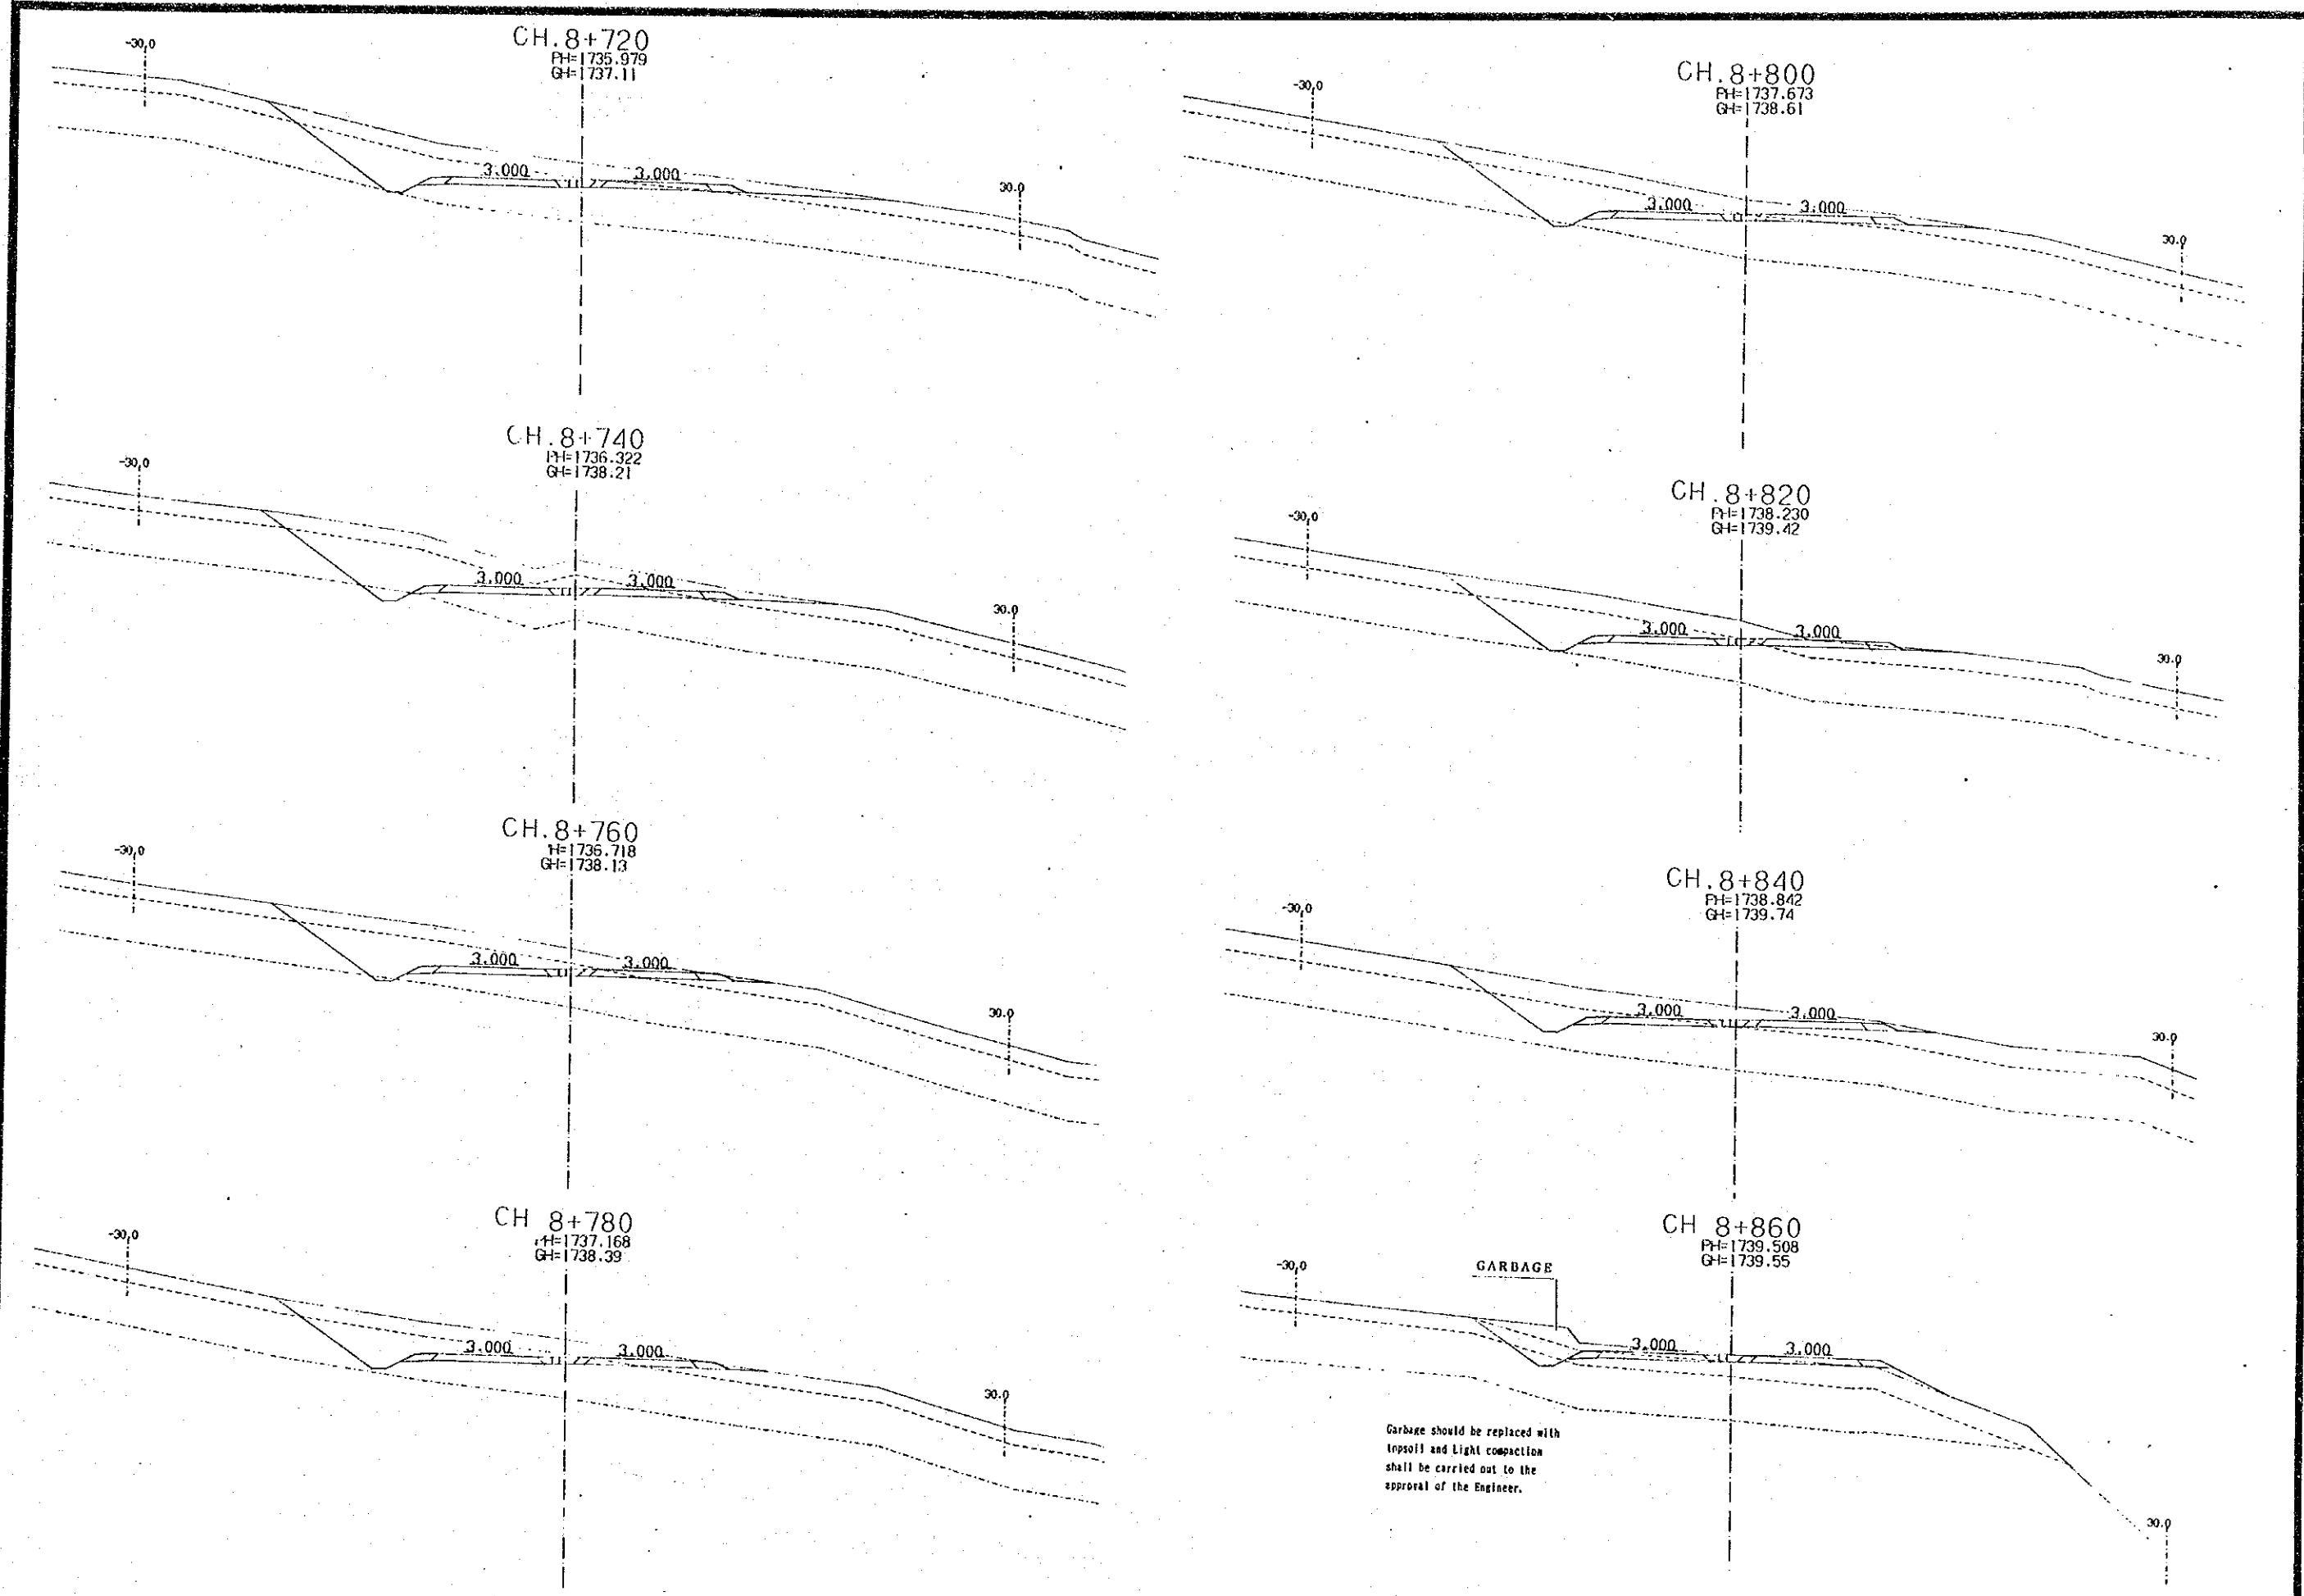 CH.8+720
PH=1735.979
GH=1737.11
-30,0
3.000
3.000
30.0
CH.8+740
PH=1736.322
GH=1738.21
-30,0
3.000
3.000
30.0
CH.8+760
H=1736.718
GH=1738.13
-30,0
3.000
3.000
30.0
CH 8+780
PH=1737.168
GH=1738.39
-30,0
3.000
3.000
30.0
CH.8+800
PH=1737.673
GH=1738.61
-30,0
3.000
3.000
30.0
CH.8+820
PH=1738.230
GH=1739.42
-30,0
3.000
3.000
30.0
CH.8+840
PH=1738.842
GH=1739.74
-30,0
3.000
3.000
30.0
CH 8+860
PH=1739.508
GH=1739.55
-30,0
GARBAGE
3.000
3.000
Garbage should be replaced with
topsoil and Light compaction
shall be carried out to the
approral of the Engineer.
30.0